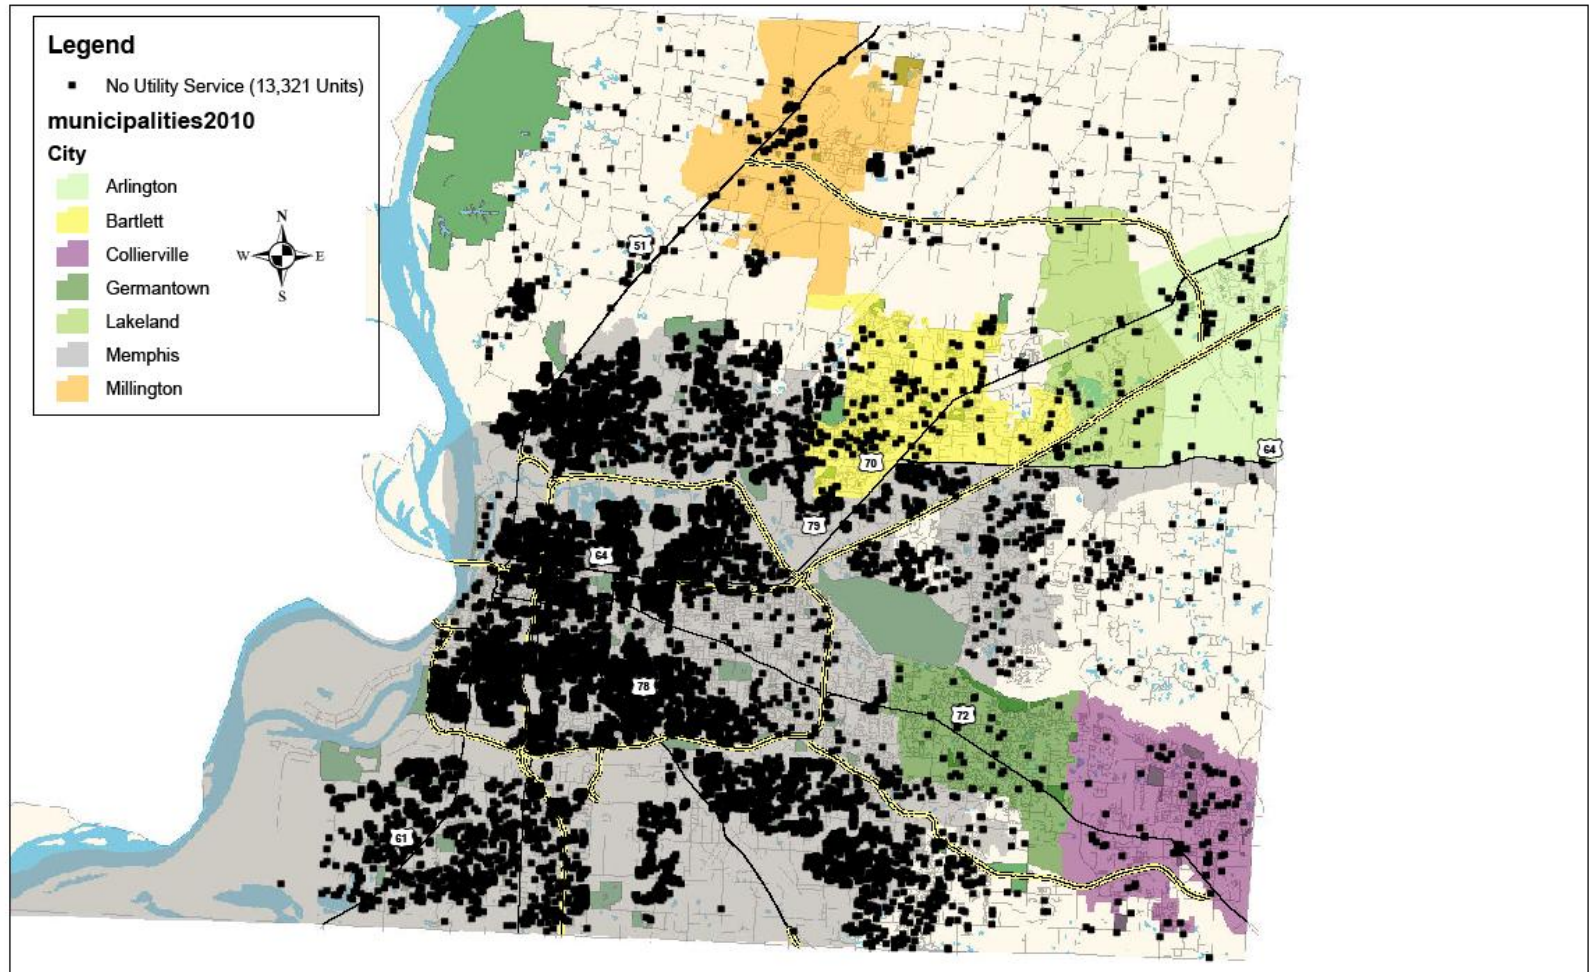 Legend
No Utility Service (13,321 Units)
municipalities2010
City
Arlington
Bartlett
Collierville
Germantown
Lakeland
Memphis
Millington
N
W E
S
51
64
70
79
64
78
72
61